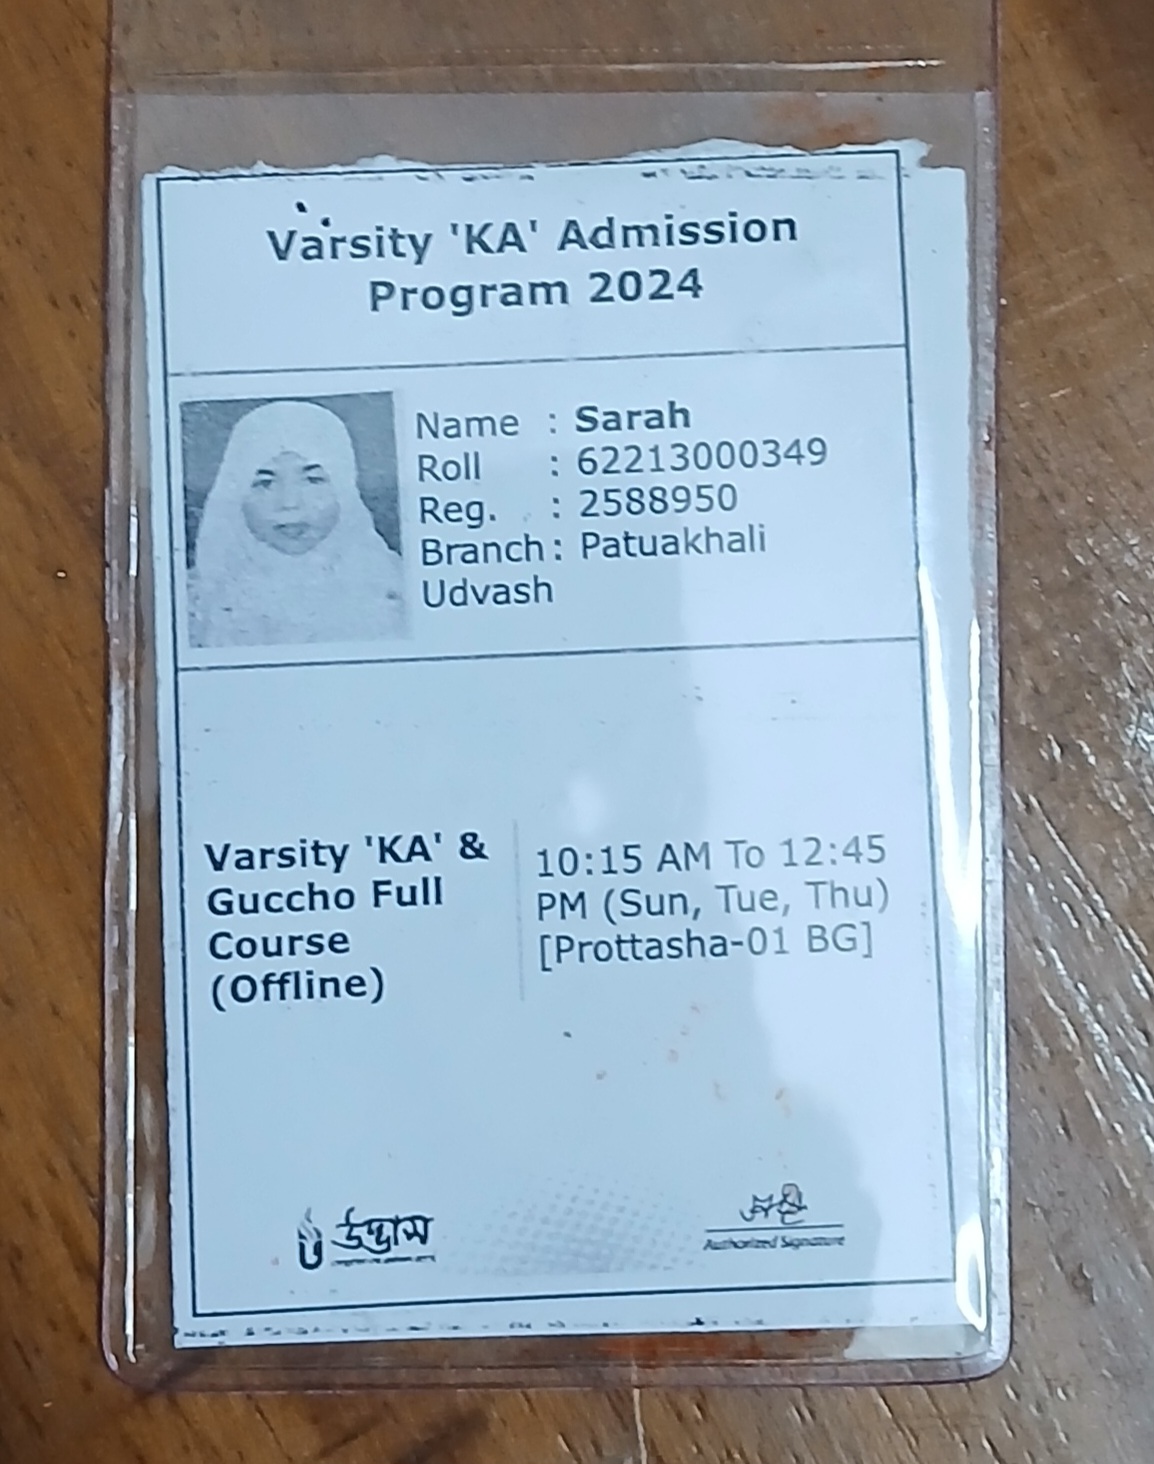 Varsity 'KA' Admission
Program 2024
Name : Sarah
Roll : 62213000349
Reg. : 2588950
Branch : Patuakhali
Udvash
Varsity 'KA' &
Guccho Full
Course
(Offline)
10:15 AM To 12:45
PM (Sun, Tue, Thu)
[Prottasha-01 BG]
উদ্ভাস
Authorized Signature